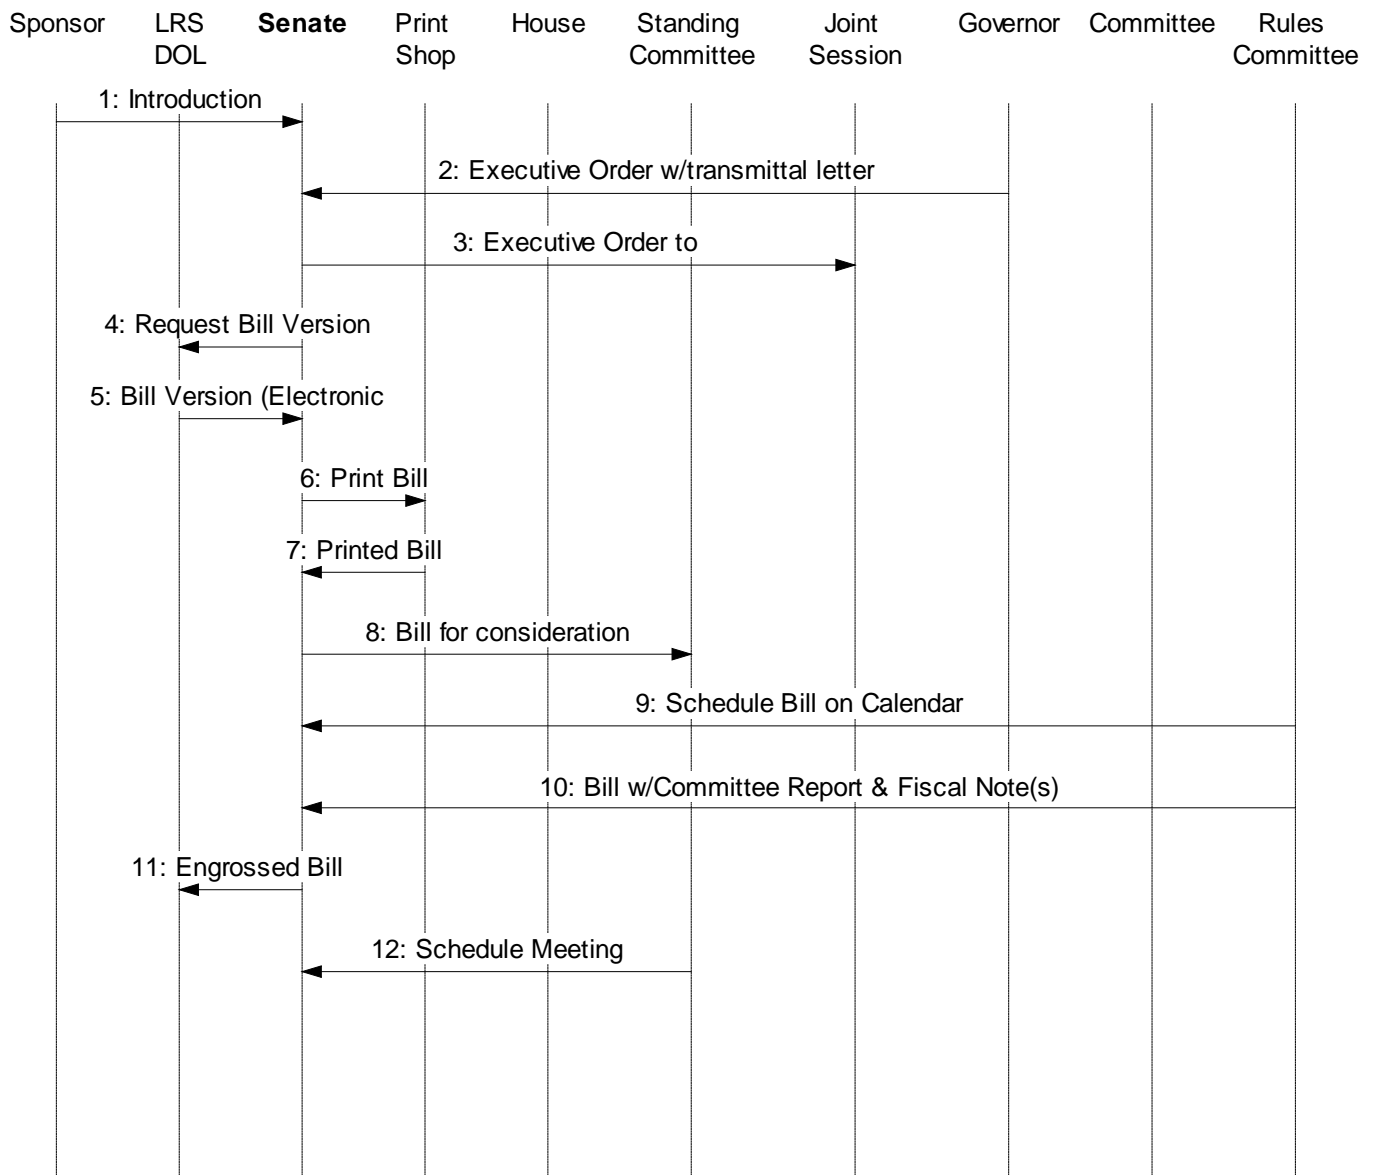 Sponsor LRS Senate Print House Standing Joint Governor Committee Rules
DOL Shop Committee Session Committee
1: Introduction
2: Executive Order w/transmittal letter
3: Executive Order to
4: Request Bill Version
5: Bill Version (Electronic
6: Print Bill
7: Printed Bill
8: Bill for consideration
9: Schedule Bill on Calendar
10: Bill w/Committee Report & Fiscal Note(s)
11: Engrossed Bill
12: Schedule Meeting